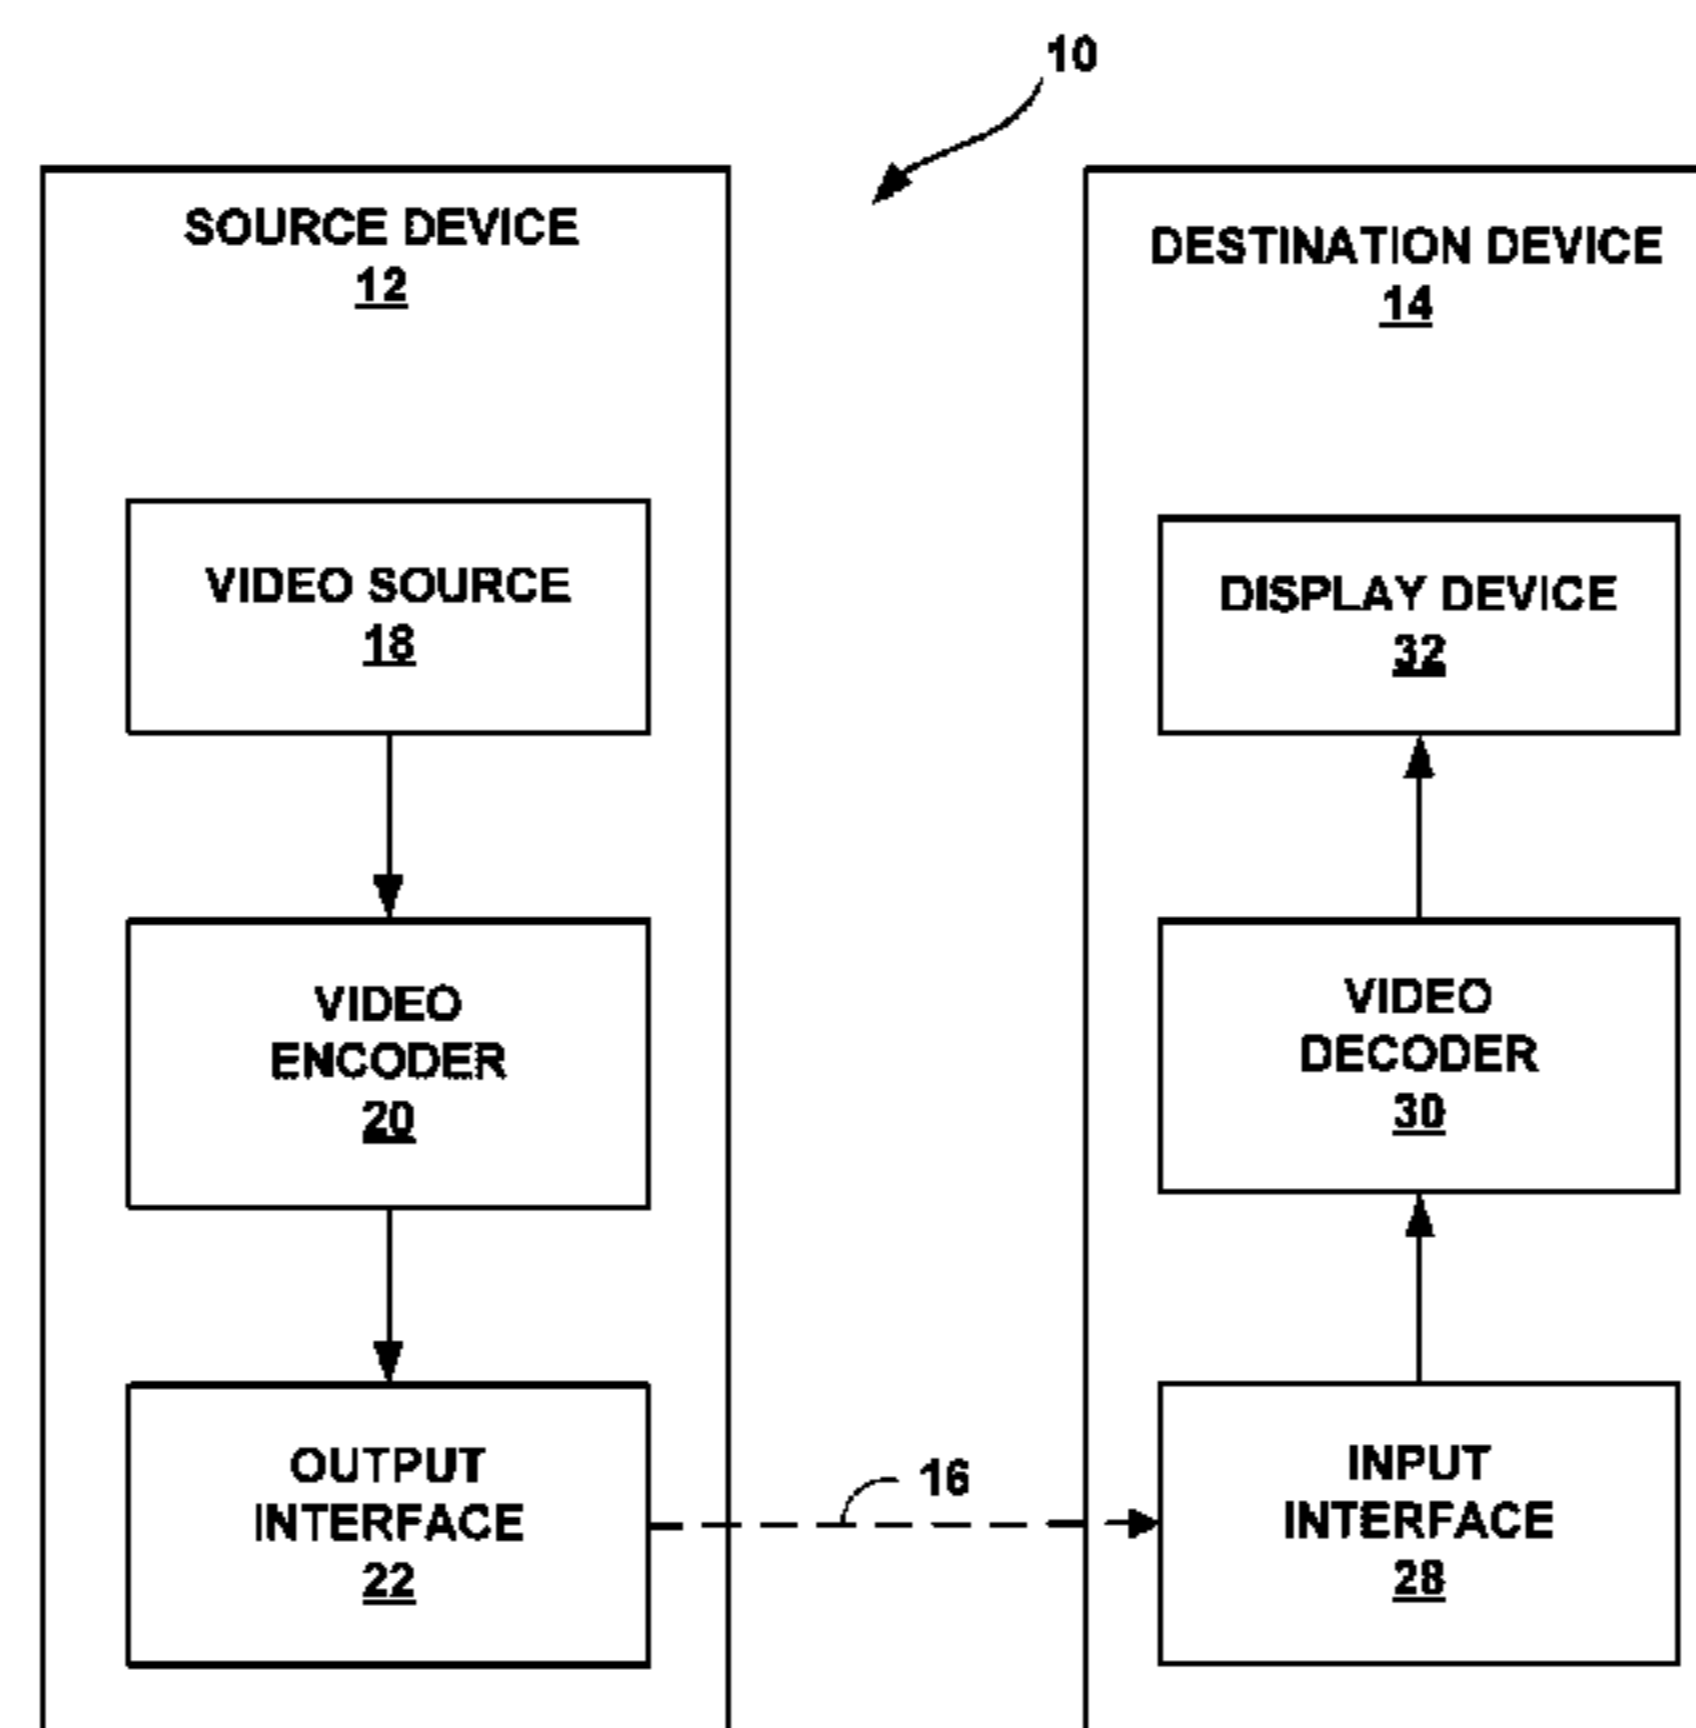 10
SOURCE DEVICE
12
VIDEO SOURCE
18
VIDEO
ENCODER
20
OUTPUT
INTERFACE
22
16
DESTINATION DEVICE
14
DISPLAY DEVICE
32
VIDEO
DECODER
30
INPUT
INTERFACE
28